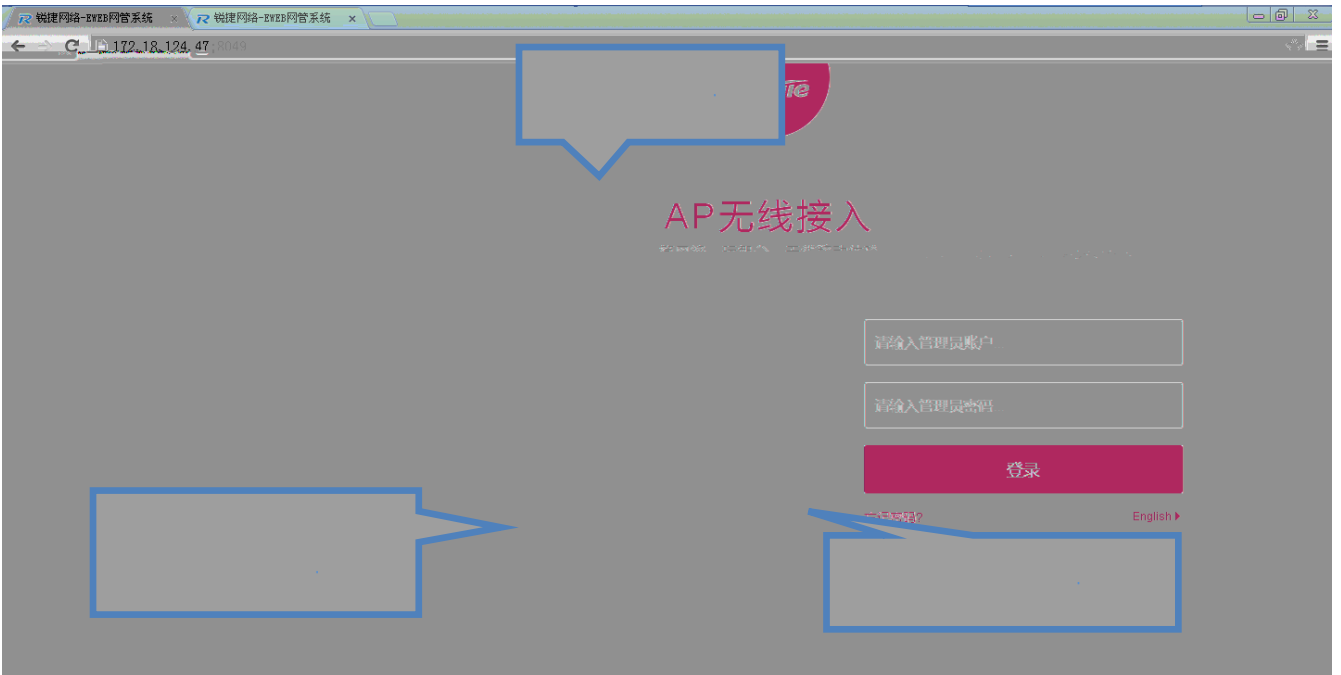 锐捷网络-EWEB网管系统
锐捷网络-EWEB网管系统
172.18.124.47:8049
AP无线接入
请输入管理员账户
请输入管理员密码
登录
English